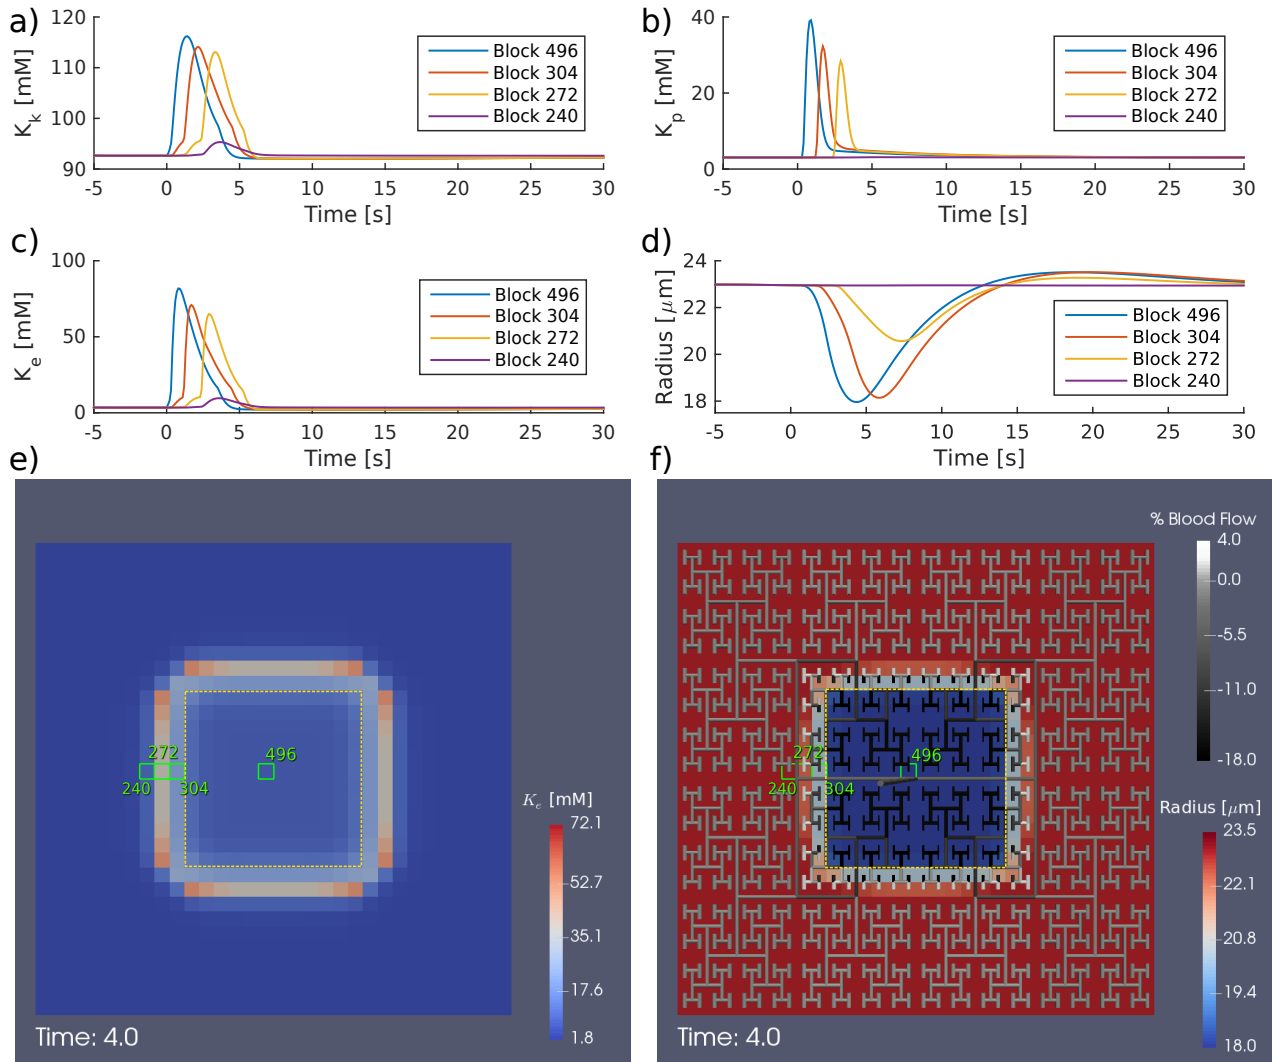 a)
K_k [mM]
120
110
100
90
-5 0 5 10 15 20 25 30
Time [s]
Block 496
Block 304
Block 272
Block 240
b)
K_p [mM]
40
20
0
-5 0 5 10 15 20 25 30
Time [s]
Block 496
Block 304
Block 272
Block 240
c)
K_e [mM]
100
50
0
-5 0 5 10 15 20 25 30
Time [s]
Block 496
Block 304
Block 272
Block 240
d)
Radius [μm]
24
22
20
18
-5 0 5 10 15 20 25 30
Time [s]
Block 496
Block 304
Block 272
Block 240
e)
272
496
240
304
K_e [mM]
72.1
52.7
35.1
17.6
1.8
Time: 4.0
f)
% Blood Flow
4.0
0.0
-5.5
-11.0
-18.0
272
496
240
304
Radius [μm]
23.5
22.1
20.8
19.4
18.0
Time: 4.0